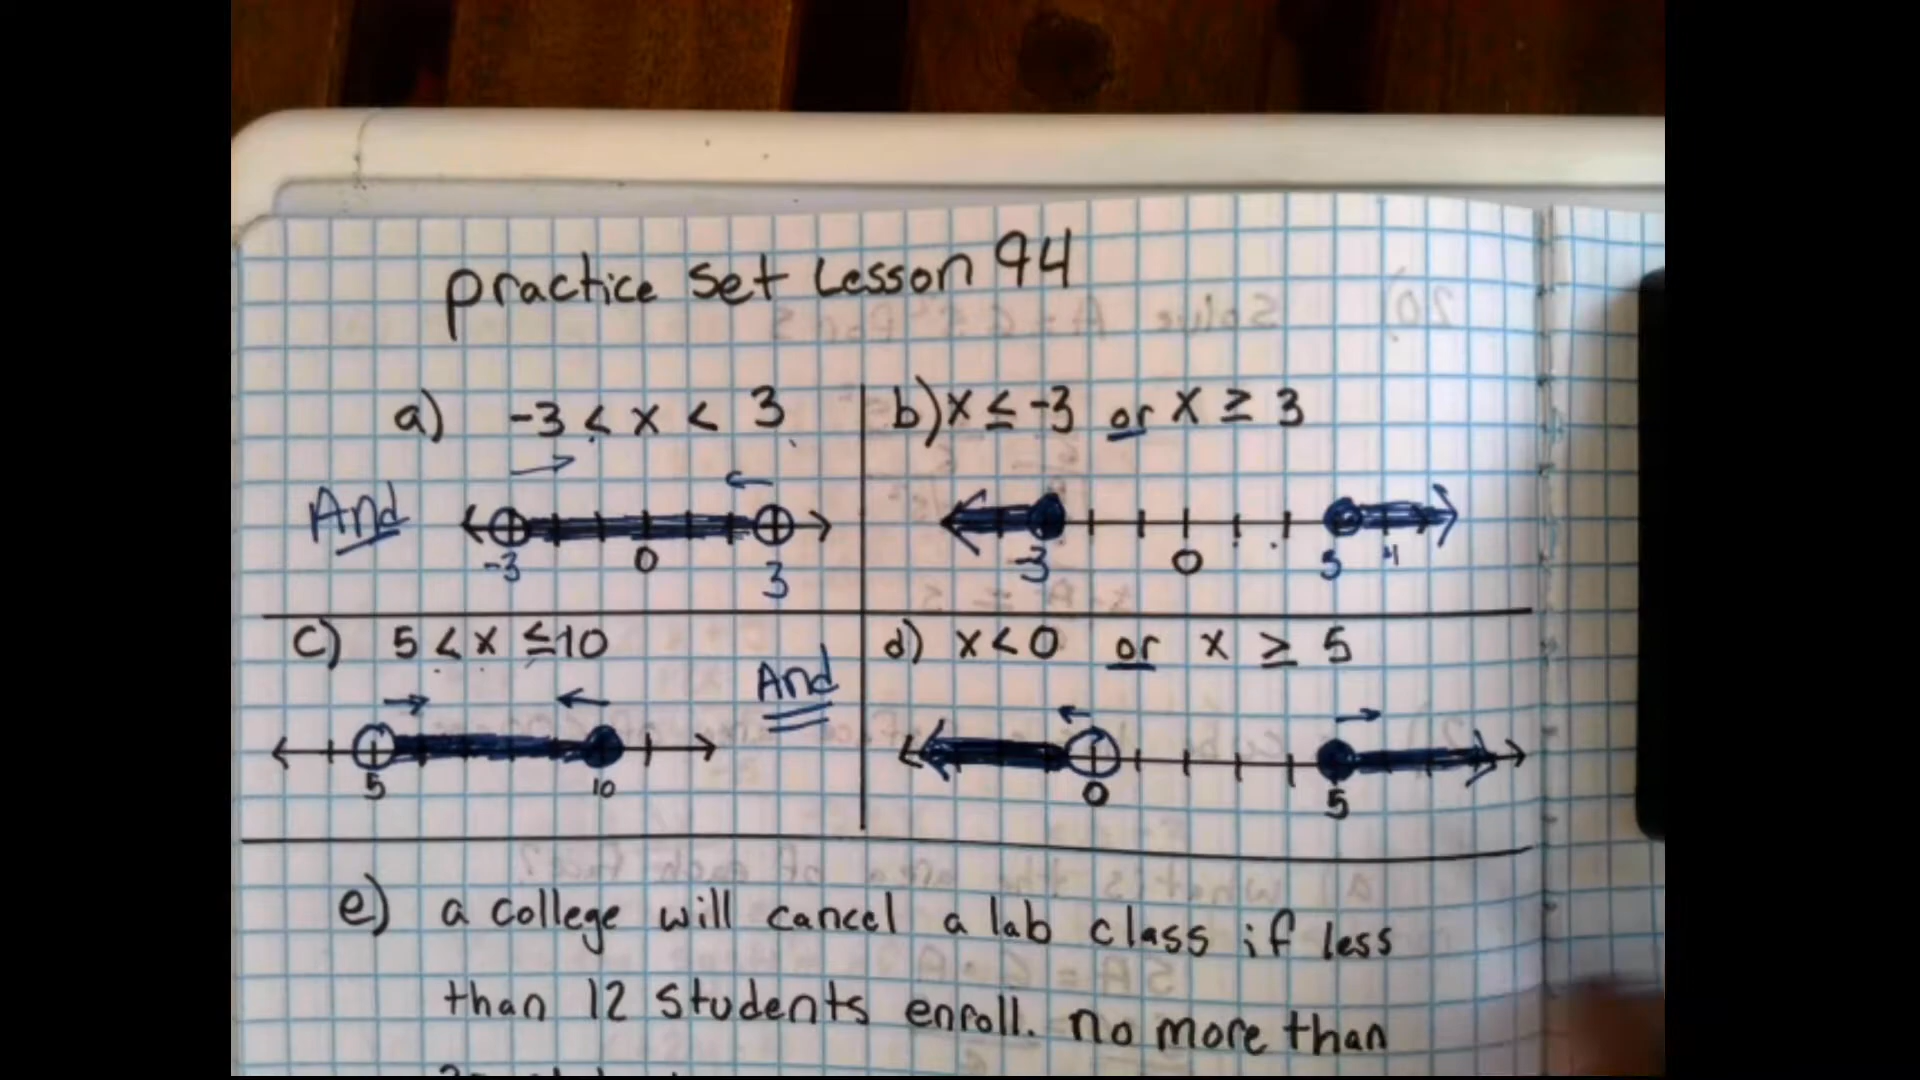 practice set Lesson 94
a) -3 < x < 3
And
-3 0 3
b) x ≤ -3 or x ≥ 3
-3 0 3 4
c) 5 < x ≤ 10
And
5 10
d) x < 0 or x ≥ 5
0 5
e) a college will cancel a lab class if less
than 12 students enroll. no more than